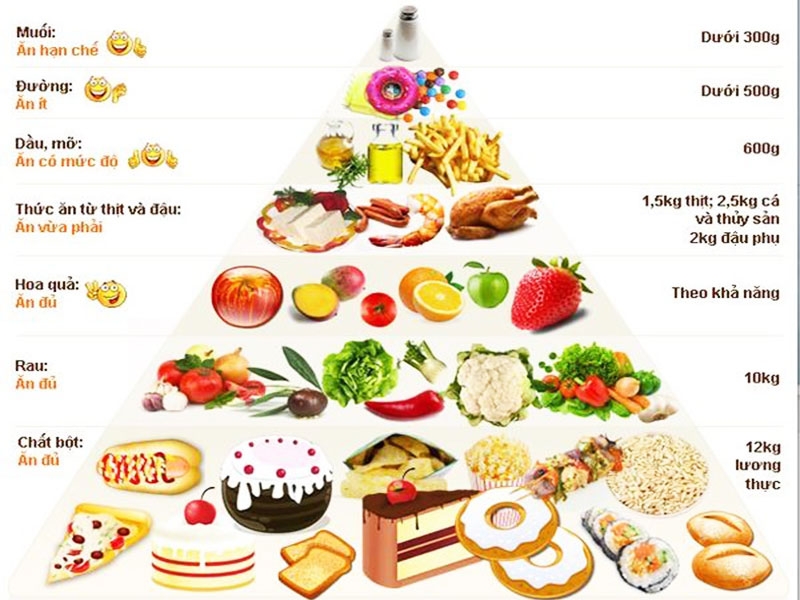 Muối:
Ăn hạn chế
Dưới 300g
Đường:
Ăn ít
Dưới 500g
Dầu, mỡ:
Ăn có mức độ
600g
Thức ăn từ thịt và đậu:
Ăn vừa phải
1,5kg thịt; 2,5kg cá
và thủy sản
2kg đậu phụ
Hoa quả:
Ăn đủ
Theo khả năng
Rau:
Ăn đủ
10kg
Chất bột:
Ăn đủ
12kg
lương
thực